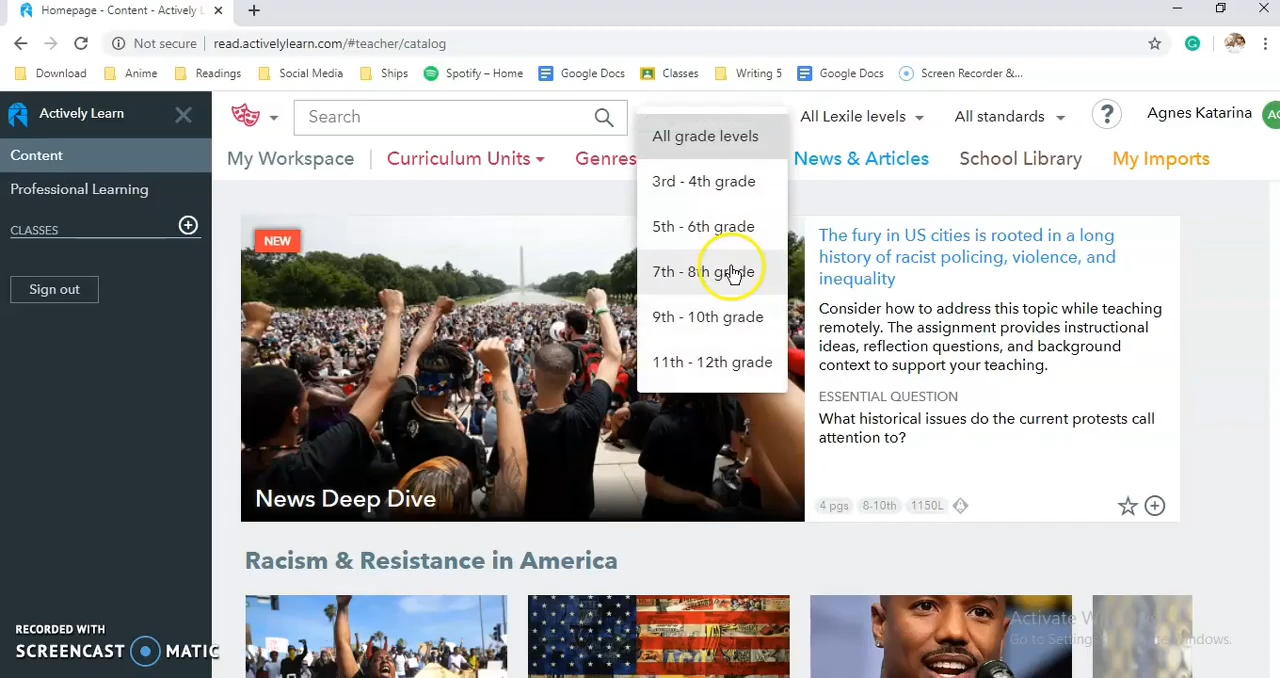 Homepage - Content - Actively L
Not secure
read.activelylearn.com/#teacher/catalog
Download
Anime
Readings
Social Media
Ships
Spotify – Home
Google Docs
Classes
Writing 5
Google Docs
Screen Recorder &...
Actively Learn
Content
Professional Learning
CLASSES
Sign out
Search
All Lexile levels
All standards
?
Agnes Katarina
AC
My Workspace
Curriculum Units
Genres
News & Articles
School Library
My Imports
All grade levels
3rd - 4th grade
5th - 6th grade
7th - 8th grade
9th - 10th grade
11th - 12th grade
NEW
News Deep Dive
The fury in US cities is rooted in a long
history of racist policing, violence, and
inequality
Consider how to address this topic while teaching
remotely. The assignment provides instructional
ideas, reflection questions, and background
context to support your teaching.
ESSENTIAL QUESTION
What historical issues do the current protests call
attention to?
4 pgs
8-10th
1150L
Racism & Resistance in America
RECORDED WITH
SCREENCAST MATIC
Activate W
Go to Setting
indows.